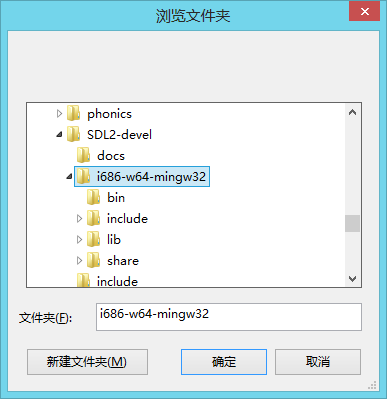 浏览文件夹
phonics
SDL2-devel
docs
i686-w64-mingw32
bin
include
lib
share
include
文件夹(F):
i686-w64-mingw32
新建文件夹(M)
确定
取消